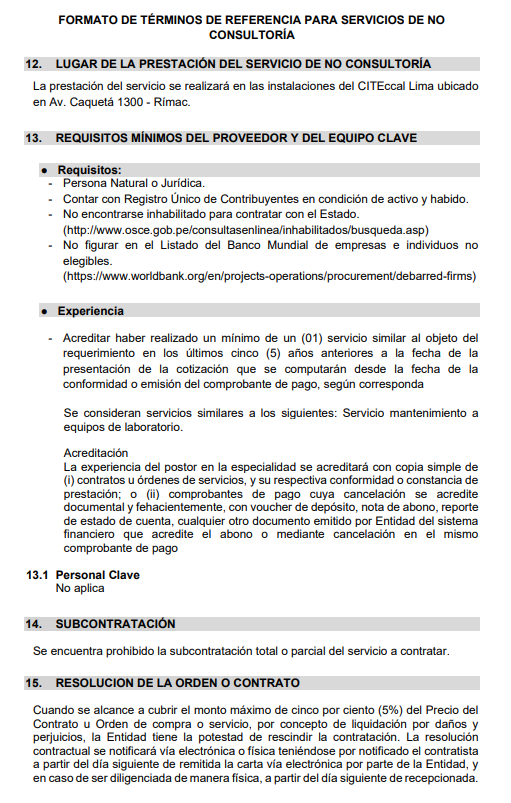 FORMATO DE TÉRMINOS DE REFERENCIA PARA SERVICIOS DE NO
CONSULTORÍA
12. LUGAR DE LA PRESTACIÓN DEL SERVICIO DE NO CONSULTORÍA
La prestación del servicio se realizará en las instalaciones del CITEccal Lima ubicado
en Av. Caquetá 1300 - Rímac.
13. REQUISITOS MÍNIMOS DEL PROVEEDOR Y DEL EQUIPO CLAVE
● Requisitos:
- Persona Natural o Jurídica.
- Contar con Registro Único de Contribuyentes en condición de activo y habido.
- No encontrarse inhabilitado para contratar con el Estado.
(http://www.osce.gob.pe/consultasenlinea/inhabilitados/busqueda.asp)
- No figurar en el Listado del Banco Mundial de empresas e individuos no
elegibles.
(https://www.worldbank.org/en/projects-operations/procurement/debarred-firms)
● Experiencia
- Acreditar haber realizado un mínimo de un (01) servicio similar al objeto del
requerimiento en los últimos cinco (5) años anteriores a la fecha de la
presentación de la cotización que se computarán desde la fecha de la
conformidad o emisión del comprobante de pago, según corresponda
Se consideran servicios similares a los siguientes: Servicio mantenimiento a
equipos de laboratorio.
Acreditación
La experiencia del postor en la especialidad se acreditará con copia simple de
(i) contratos u órdenes de servicios, y su respectiva conformidad o constancia de
prestación; o (ii) comprobantes de pago cuya cancelación se acredite
documental y fehacientemente, con voucher de depósito, nota de abono, reporte
de estado de cuenta, cualquier otro documento emitido por Entidad del sistema
financiero que acredite el abono o mediante cancelación en el mismo
comprobante de pago
13.1 Personal Clave
No aplica
14. SUBCONTRATACIÓN
Se encuentra prohibido la subcontratación total o parcial del servicio a contratar.
15. RESOLUCION DE LA ORDEN O CONTRATO
Cuando se alcance a cubrir el monto máximo de cinco por ciento (5%) del Precio del
Contrato u Orden de compra o servicio, por concepto de liquidación por daños y
perjuicios, la Entidad tiene la potestad de rescindir la contratación. La resolución
contractual se notificará vía electrónica o física teniéndose por notificado el contratista
a partir del día siguiente de remitida la carta vía electrónica por parte de la Entidad, y
en caso de ser diligenciada de manera física, a partir del día siguiente de recepcionada.